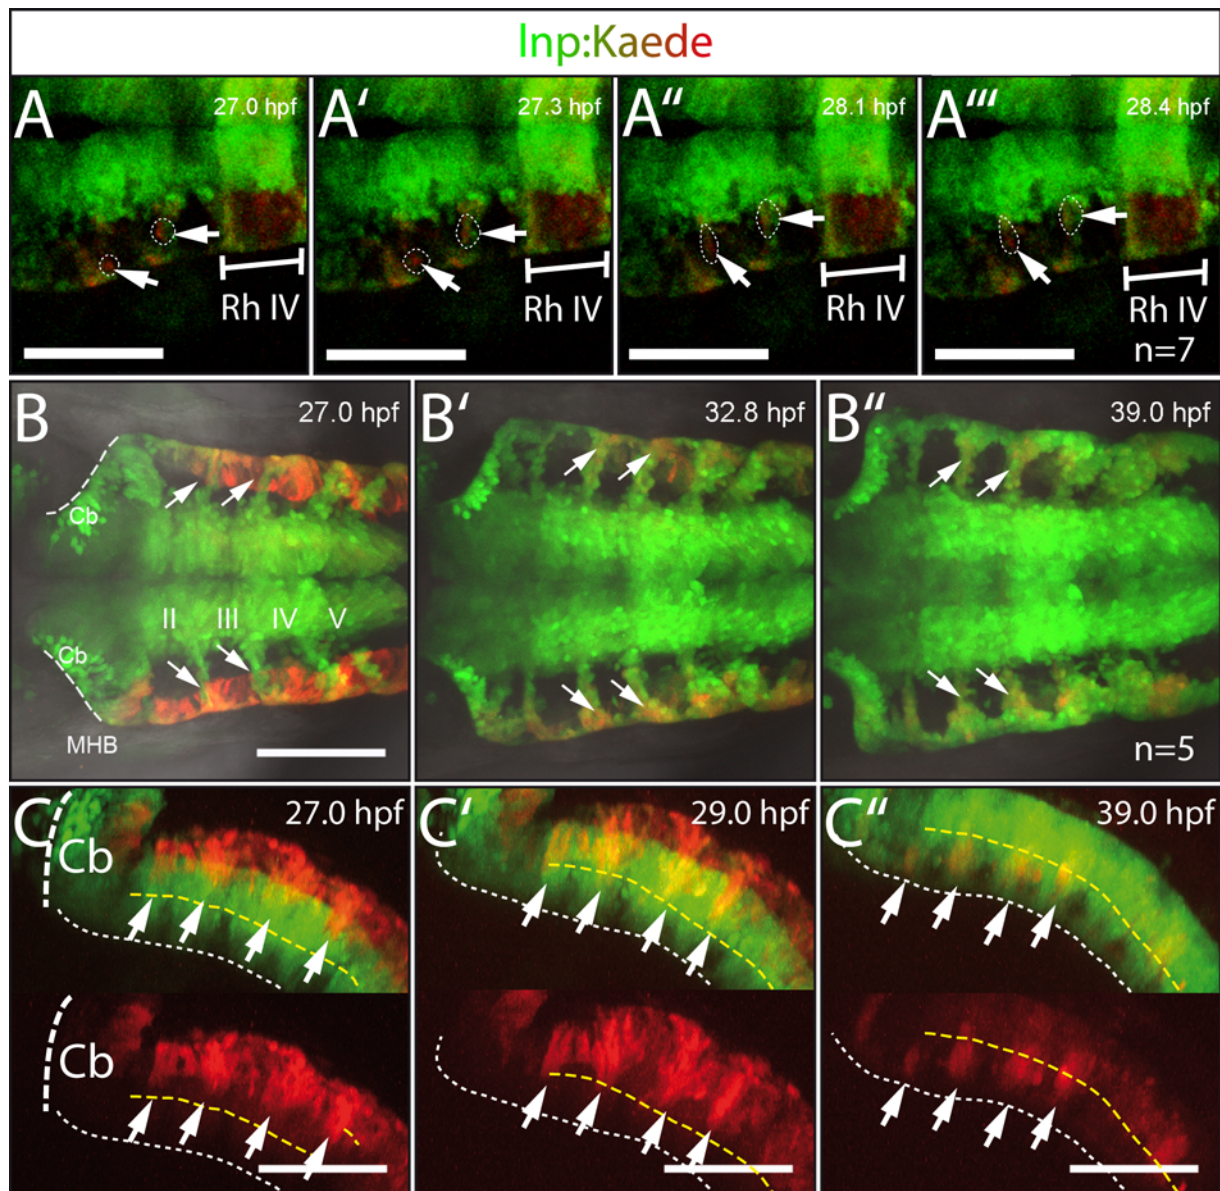 lnp:Kaede
A
27.0 hpf
Rh IV
A'
27.3 hpf
Rh IV
A"
28.1 hpf
Rh IV
A"'
28.4 hpf
Rh IV
n=7
B
27.0 hpf
Cb
II III IV V
Cb
MHB
B'
32.8 hpf
B"
39.0 hpf
n=5
C
27.0 hpf
Cb
Cb
C'
29.0 hpf
C"
39.0 hpf